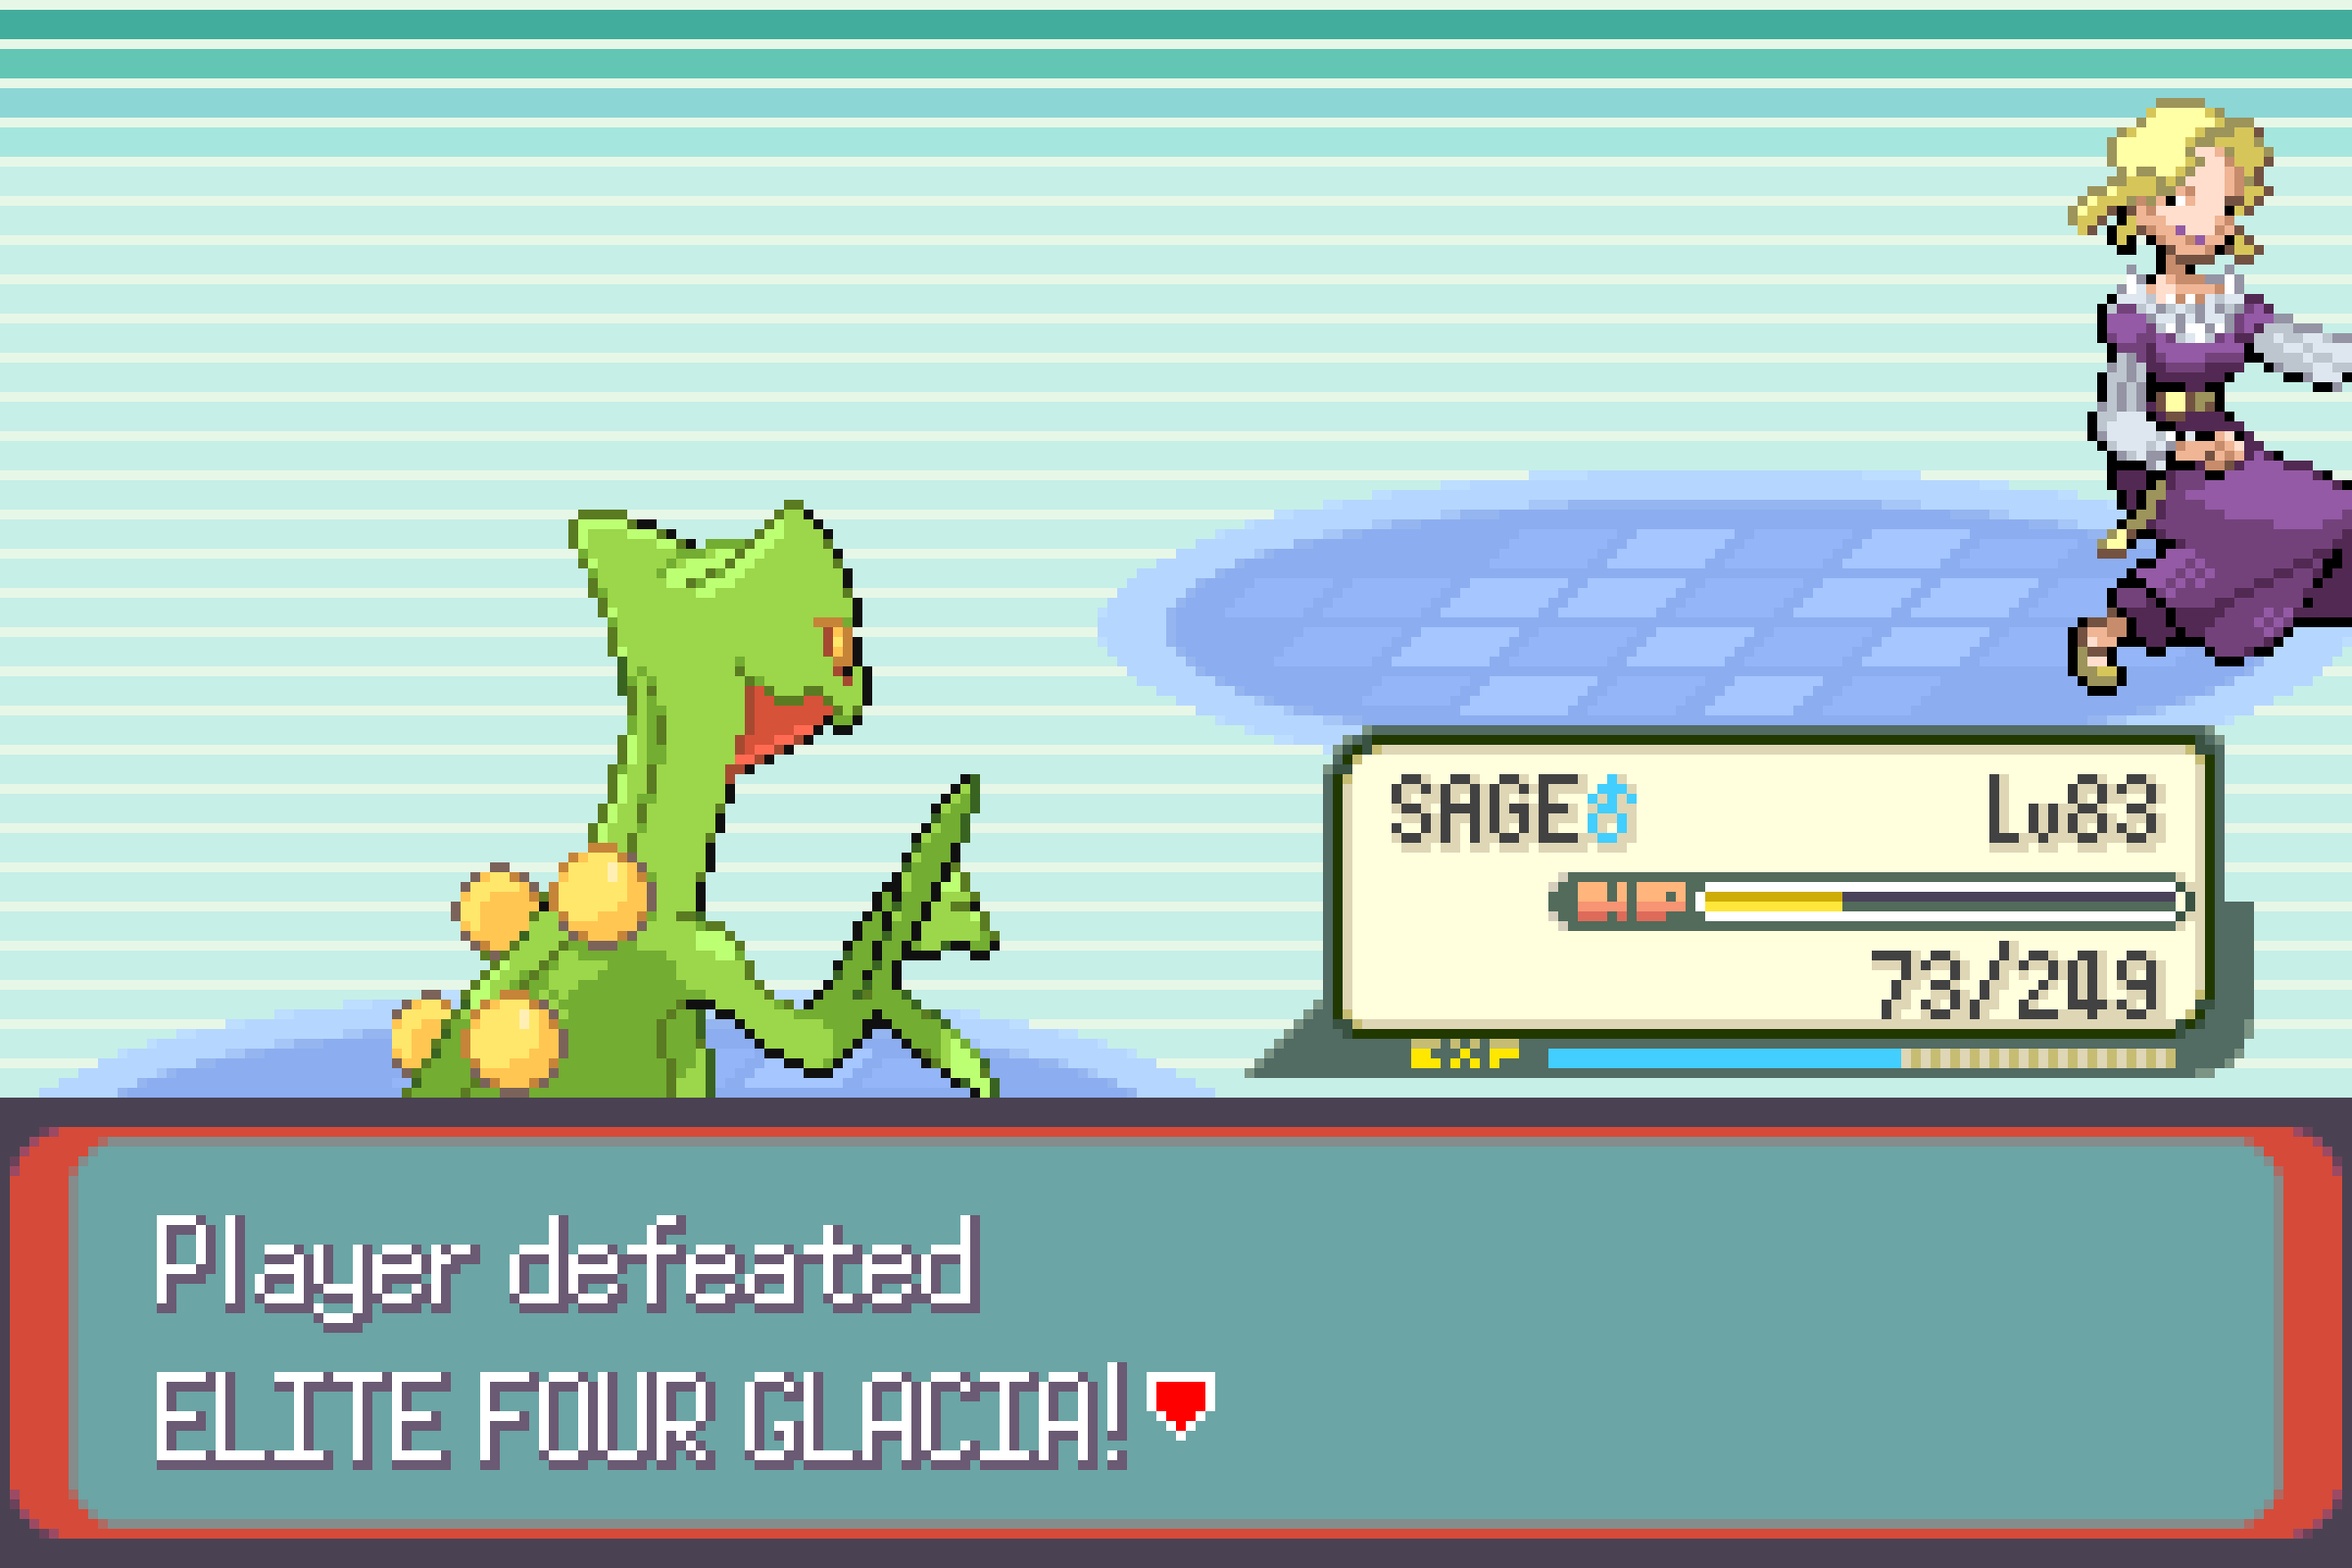 SAGE♂ Lv83
HP
73/249
EXP
Player defeated
ELITE FOUR GLACIA!